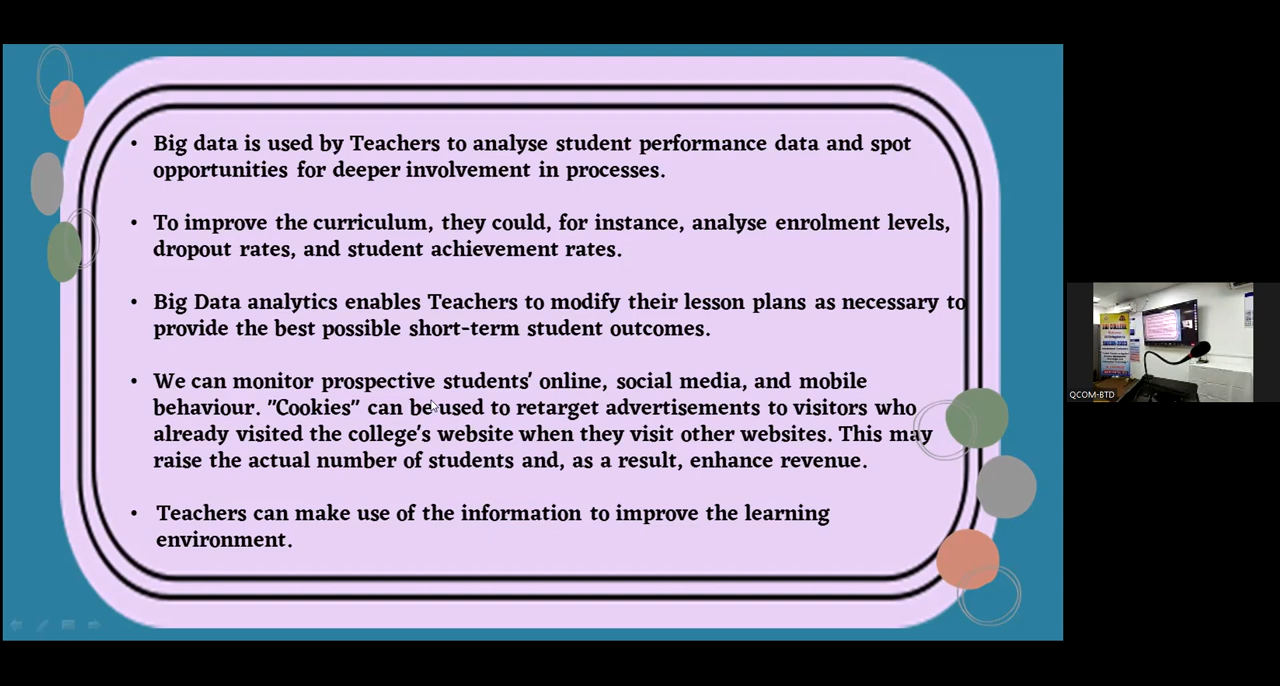 • Big data is used by Teachers to analyse student performance data and spot
opportunities for deeper involvement in processes.
• To improve the curriculum, they could, for instance, analyse enrolment levels,
dropout rates, and student achievement rates.
• Big Data analytics enables Teachers to modify their lesson plans as necessary to
provide the best possible short-term student outcomes.
• We can monitor prospective students' online, social media, and mobile
behaviour. "Cookies" can be used to retarget advertisements to visitors who
already visited the college's website when they visit other websites. This may
raise the actual number of students and, as a result, enhance revenue.
• Teachers can make use of the information to improve the learning
environment.
QCOM-BTD